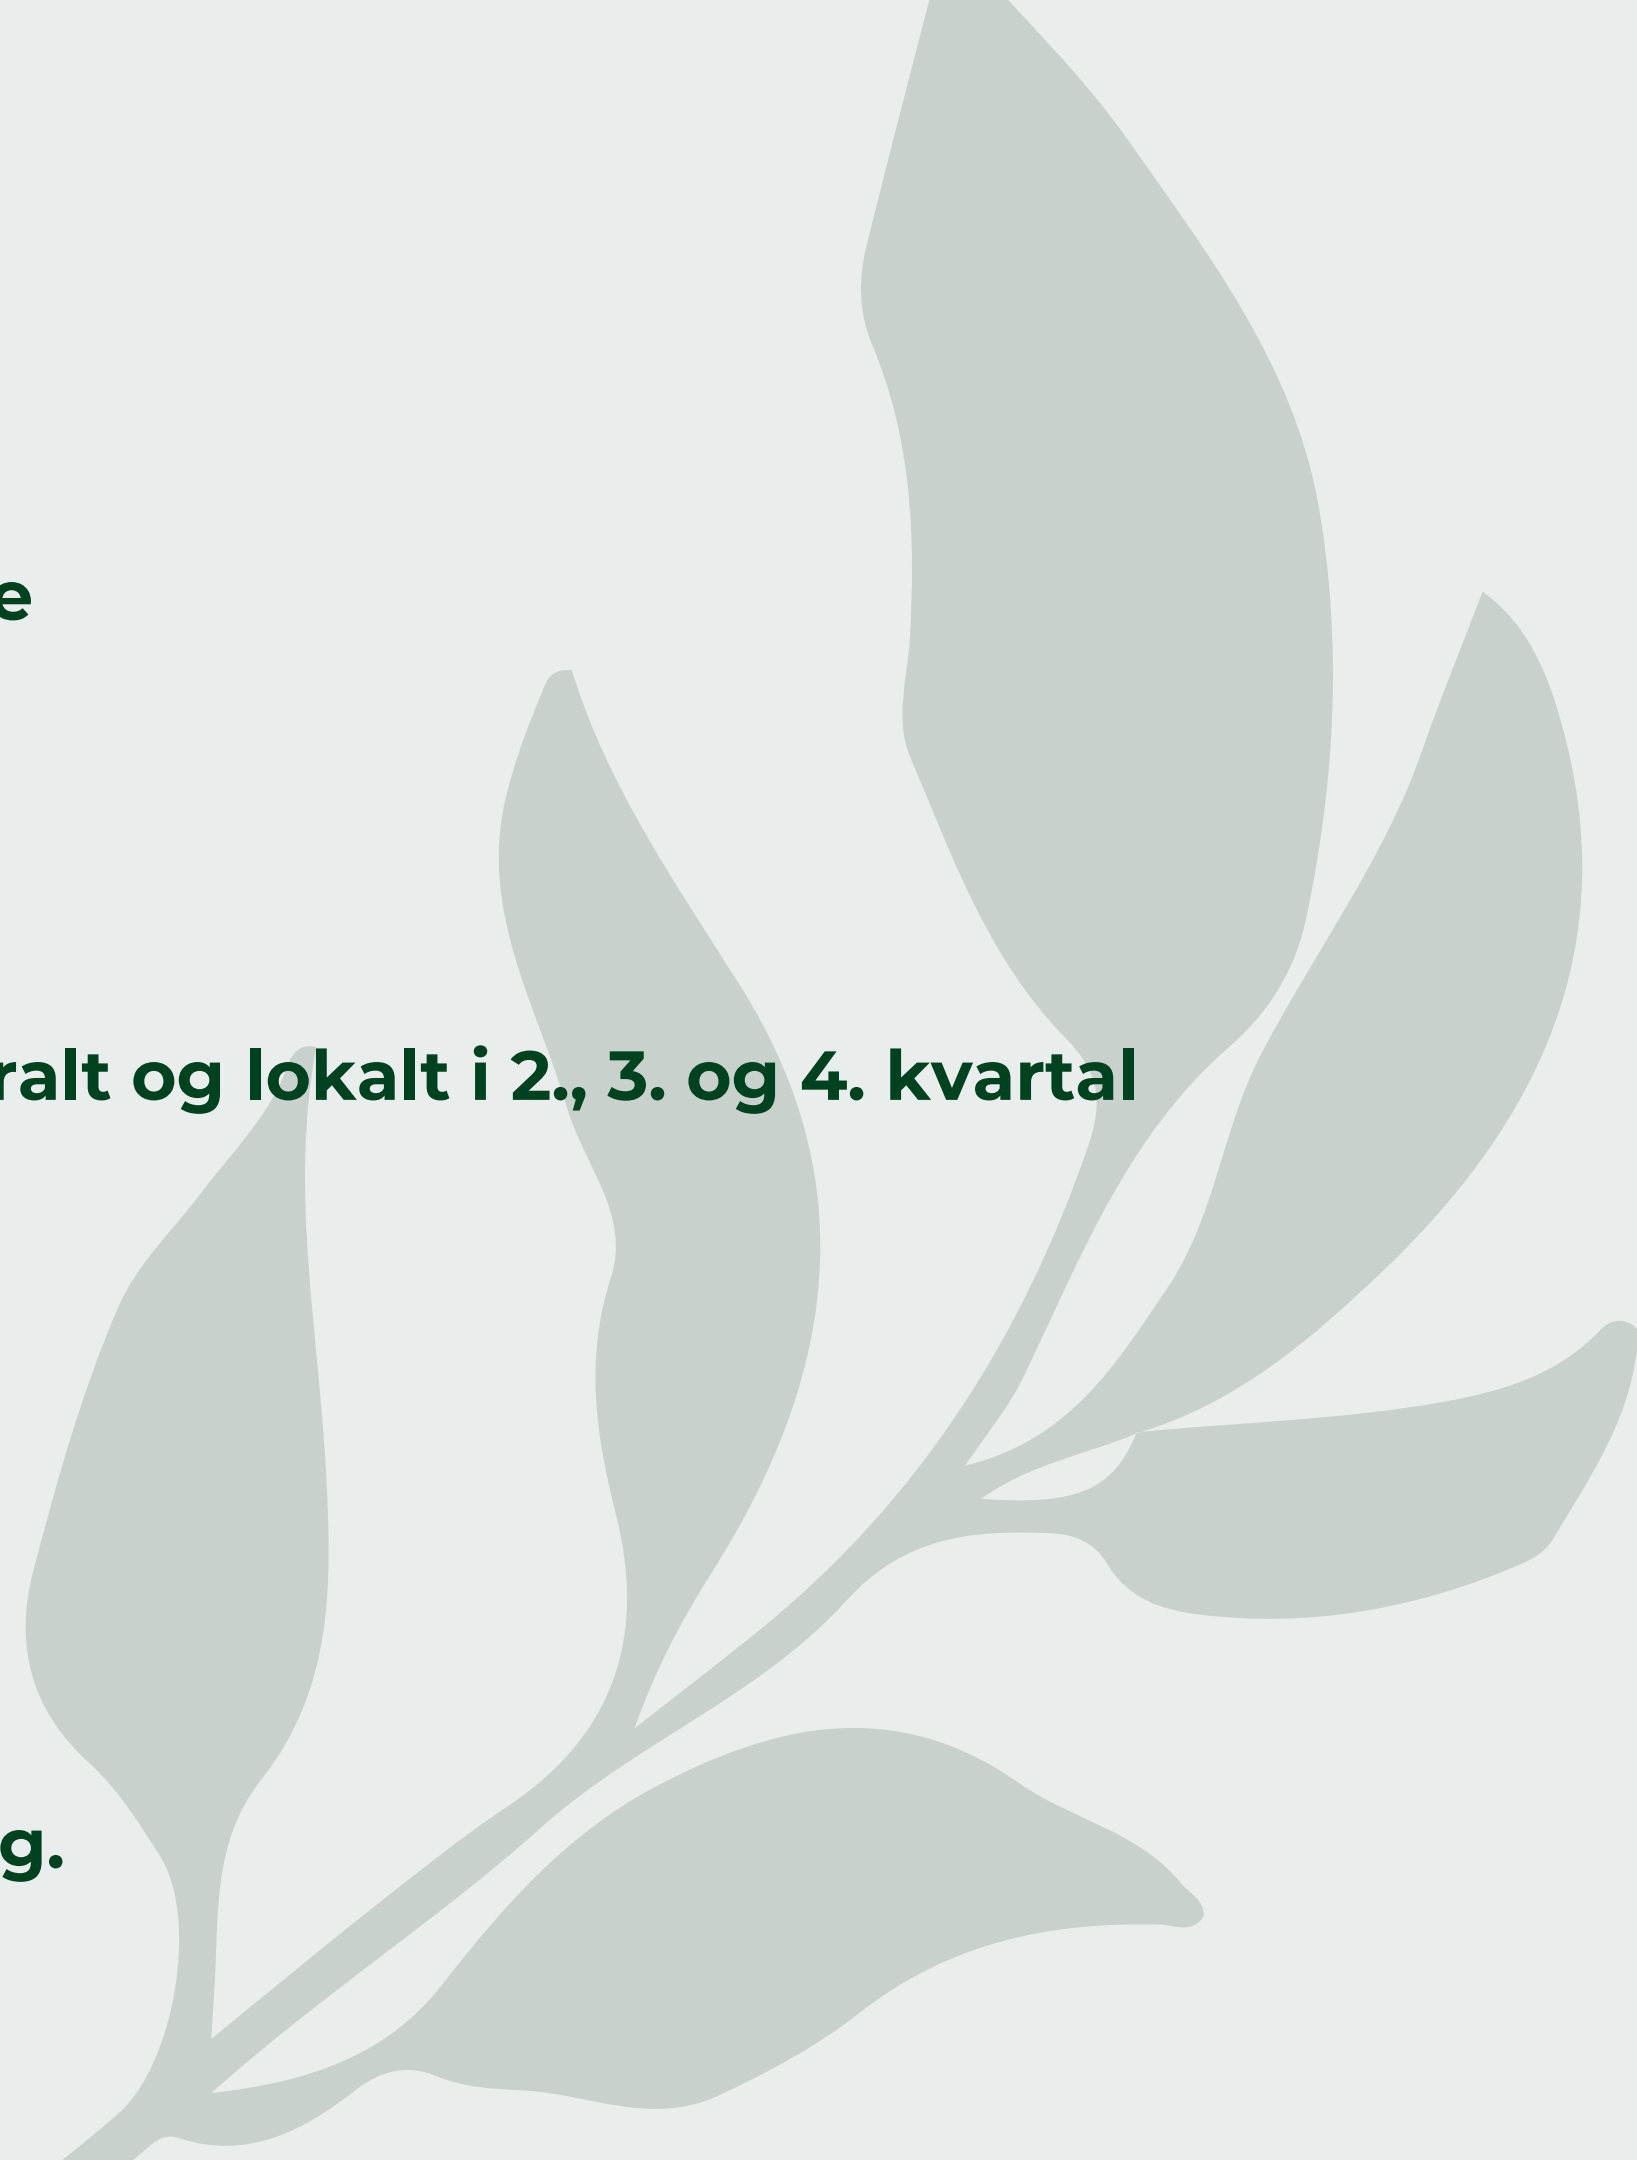 e
ralt og lokalt i 2., 3. og 4. kvartal
g.